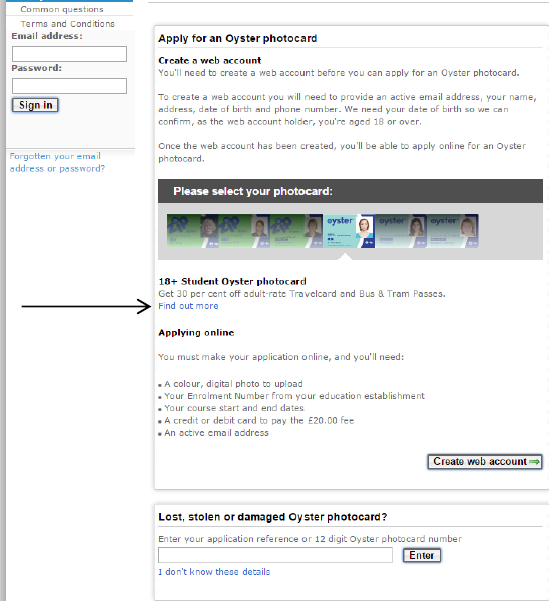 Common questions
Terms and Conditions
Email address:
Password:
Sign in
Forgotten your email
address or password?
Apply for an Oyster photocard
Create a web account
You'll need to create a web account before you can apply for an Oyster photocard.
To create a web account you will need to provide an active email address, your name,
address, date of birth and phone number. We need your date of birth so we can
confirm, as the web account holder, you're aged 18 or over.
Once the web account has been created, you'll be able to apply online for an Oyster
photocard.
Please select your photocard:
oyster
oyster
oyster
18+ Student Oyster photocard
Get 30 per cent off adult-rate Travelcard and Bus & Tram Passes.
Find out more
Applying online
You must make your application online, and you'll need:
A colour, digital photo to upload
Your Enrolment Number from your education establishment
Your course start and end dates
A credit or debit card to pay the £20.00 fee
An active email address
Create web account
Lost, stolen or damaged Oyster photocard?
Enter your application reference or 12 digit Oyster photocard number
Enter
I don't know these details